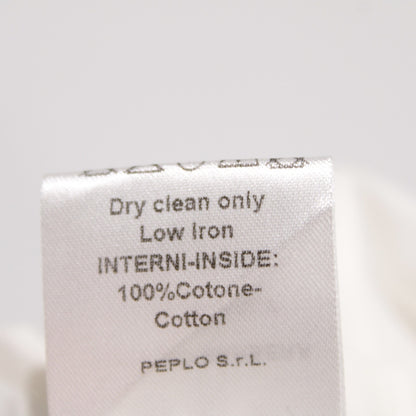 Dry clean only
Low Iron
INTERNI-INSIDE:
100%Cotone-
Cotton
PEPLO S.r.L.